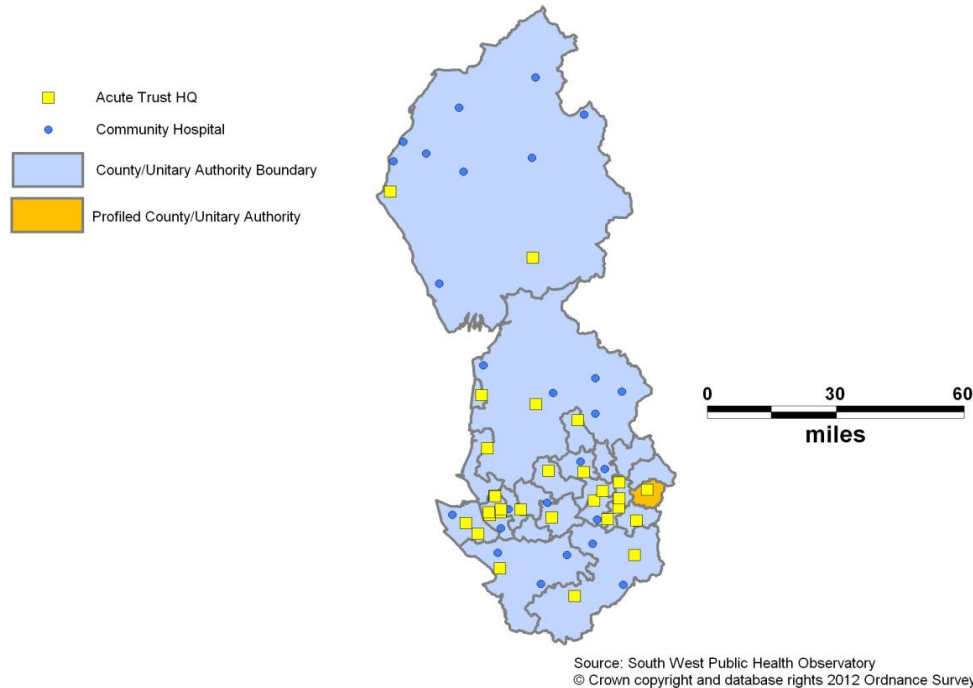 Acute Trust HQ
Community Hospital
County/Unitary Authority Boundary
Profiled County/Unitary Authority
0 30 60
miles
Source: South West Public Health Observatory
© Crown copyright and database rights 2012 Ordnance Survey